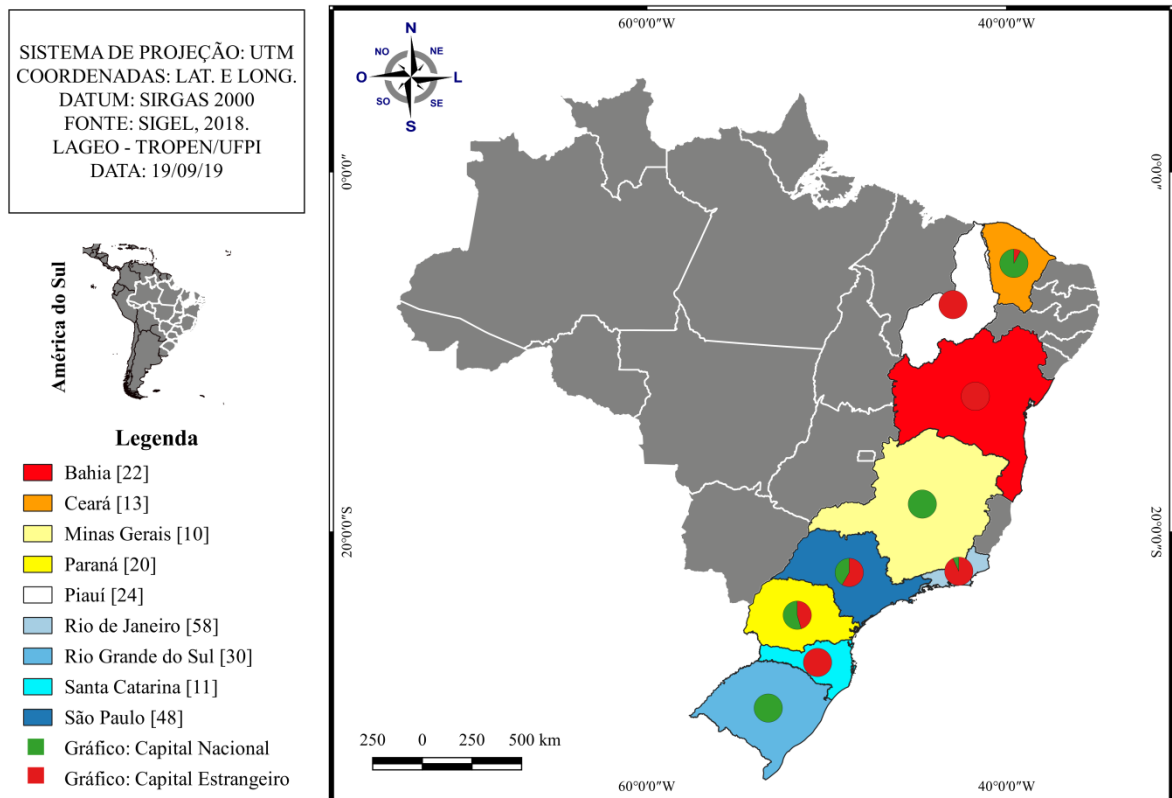 SISTEMA DE PROJEÇÃO: UTM
COORDENADAS: LAT. E LONG.
DATUM: SIRGAS 2000
FONTE: SIGEL, 2018.
LAGEO - TROPEN/UFPI
DATA: 19/09/19
América do Sul
Legenda
Bahia [22]
Ceará [13]
Minas Gerais [10]
Paraná [20]
Piauí [24]
Rio de Janeiro [58]
Rio Grande do Sul [30]
Santa Catarina [11]
São Paulo [48]
Gráfico: Capital Nacional
Gráfico: Capital Estrangeiro
60°0'0"W
40°0'0"W
N
NO
NE
O
L
SO
SE
S
0°0'0"
0°0'0"
20°0'0"S
20°0'0"S
250 0 250 500 km
60°0'0"W
40°0'0"W